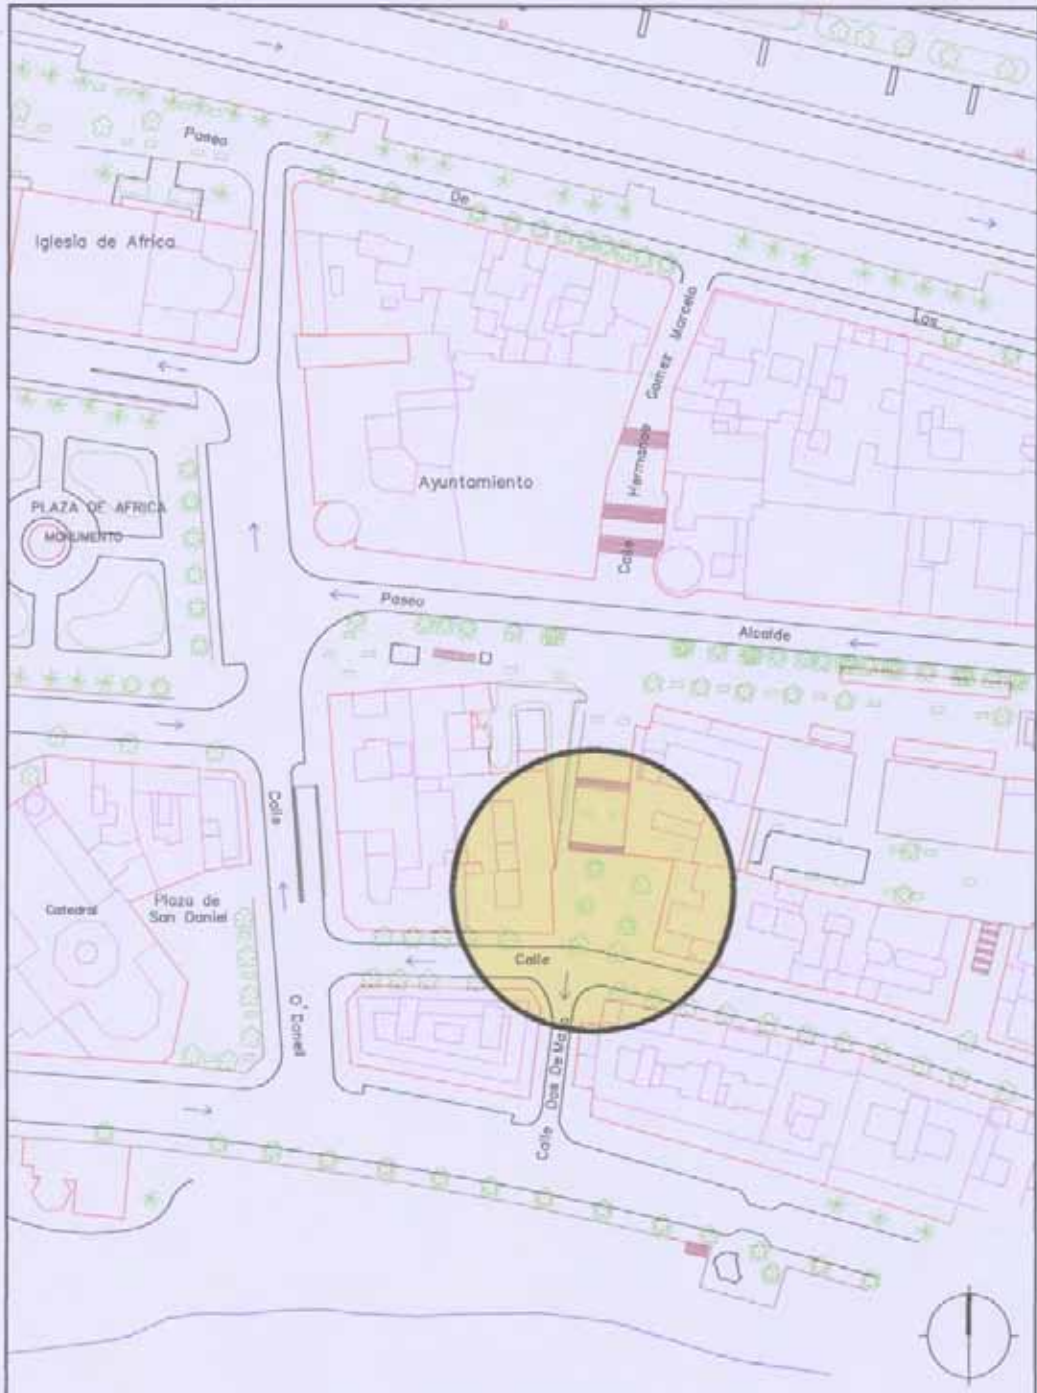 Paseo
De
Los
Iglesia de Africa
Calle Hermanos Gomez Marcelo
Ayuntamiento
PLAZA DE AFRICA
MONUMENTO
Paseo
Alcalde
Calle
O'Donell
Plaza de
San Daniel
Catedral
Calle
Calle Dos De Mayo